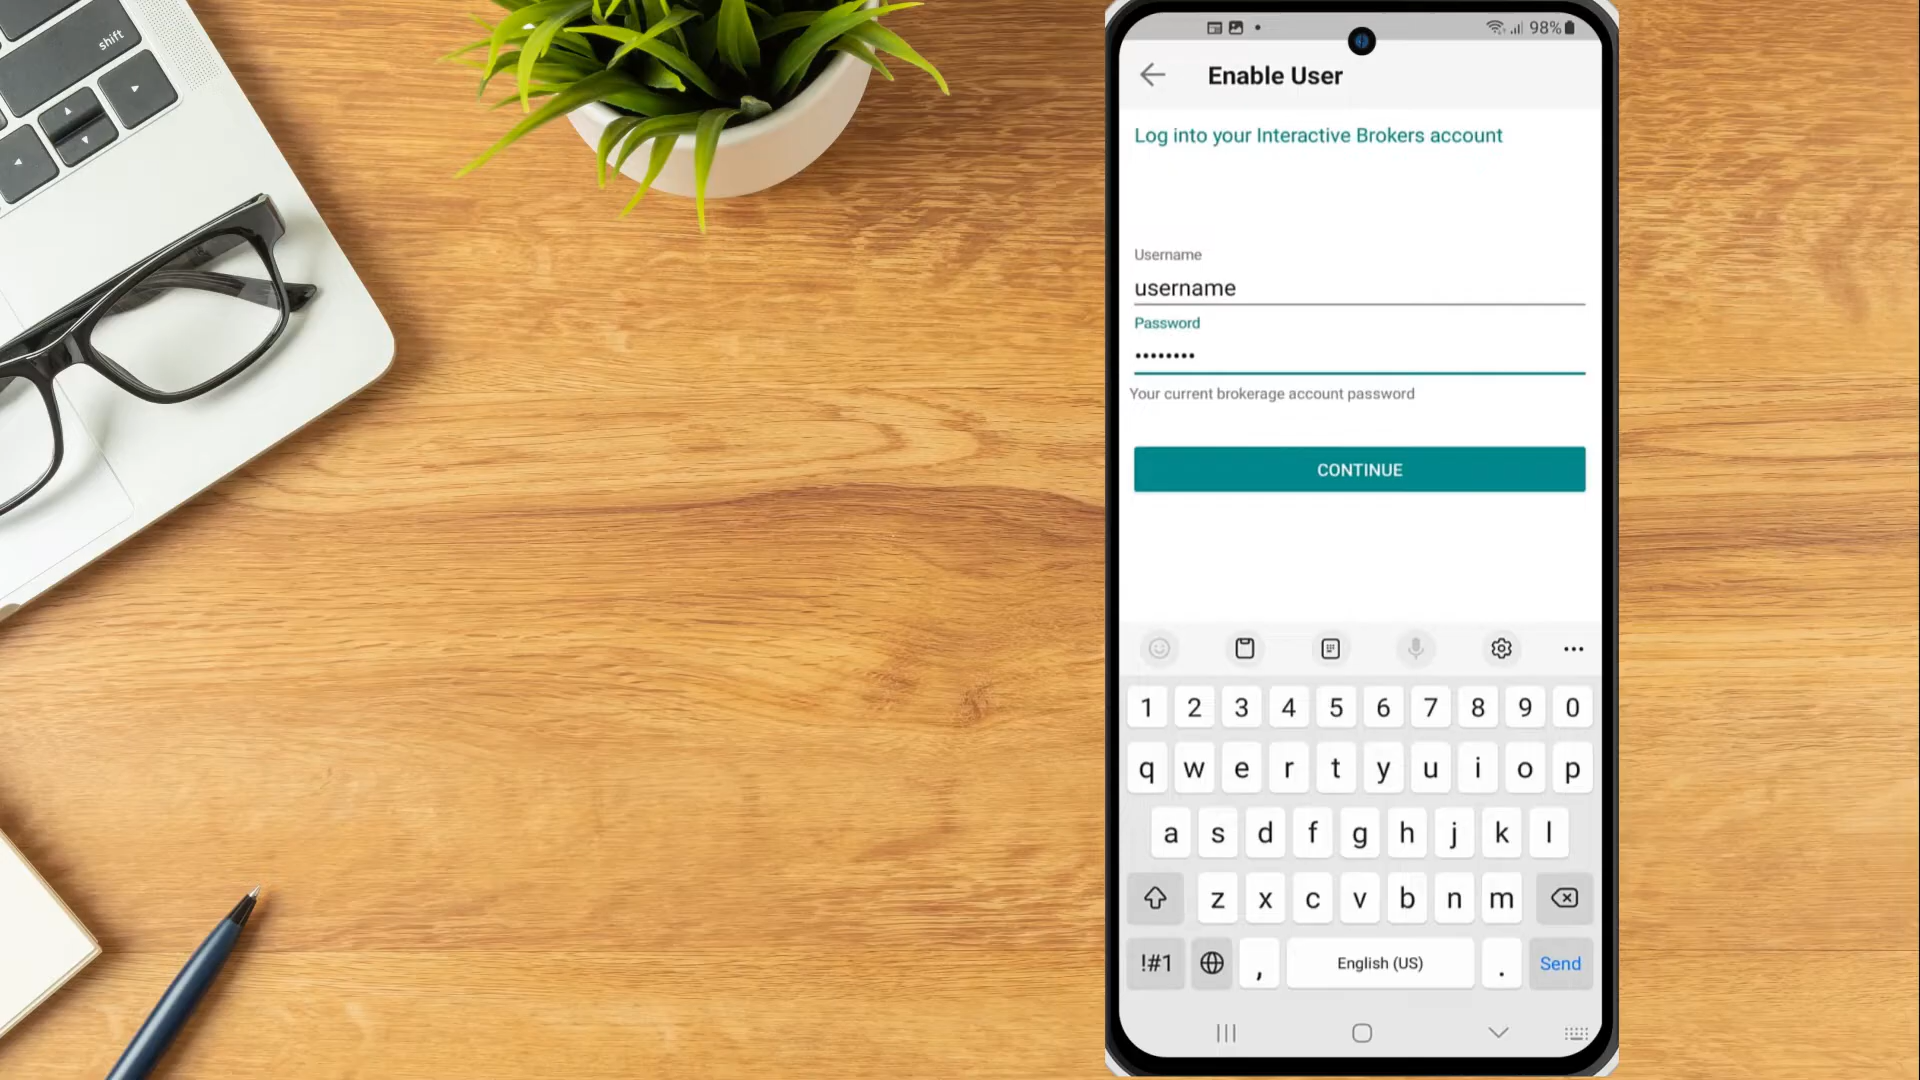 shift
98%
Enable User
Log into your Interactive Brokers account
Username
username
Password
••••••••
Your current brokerage account password
CONTINUE
1 2 3 4 5 6 7 8 9 0
q w e r t y u i o p
a s d f g h j k l
z x c v b n m
!#1 , English (US) . Send